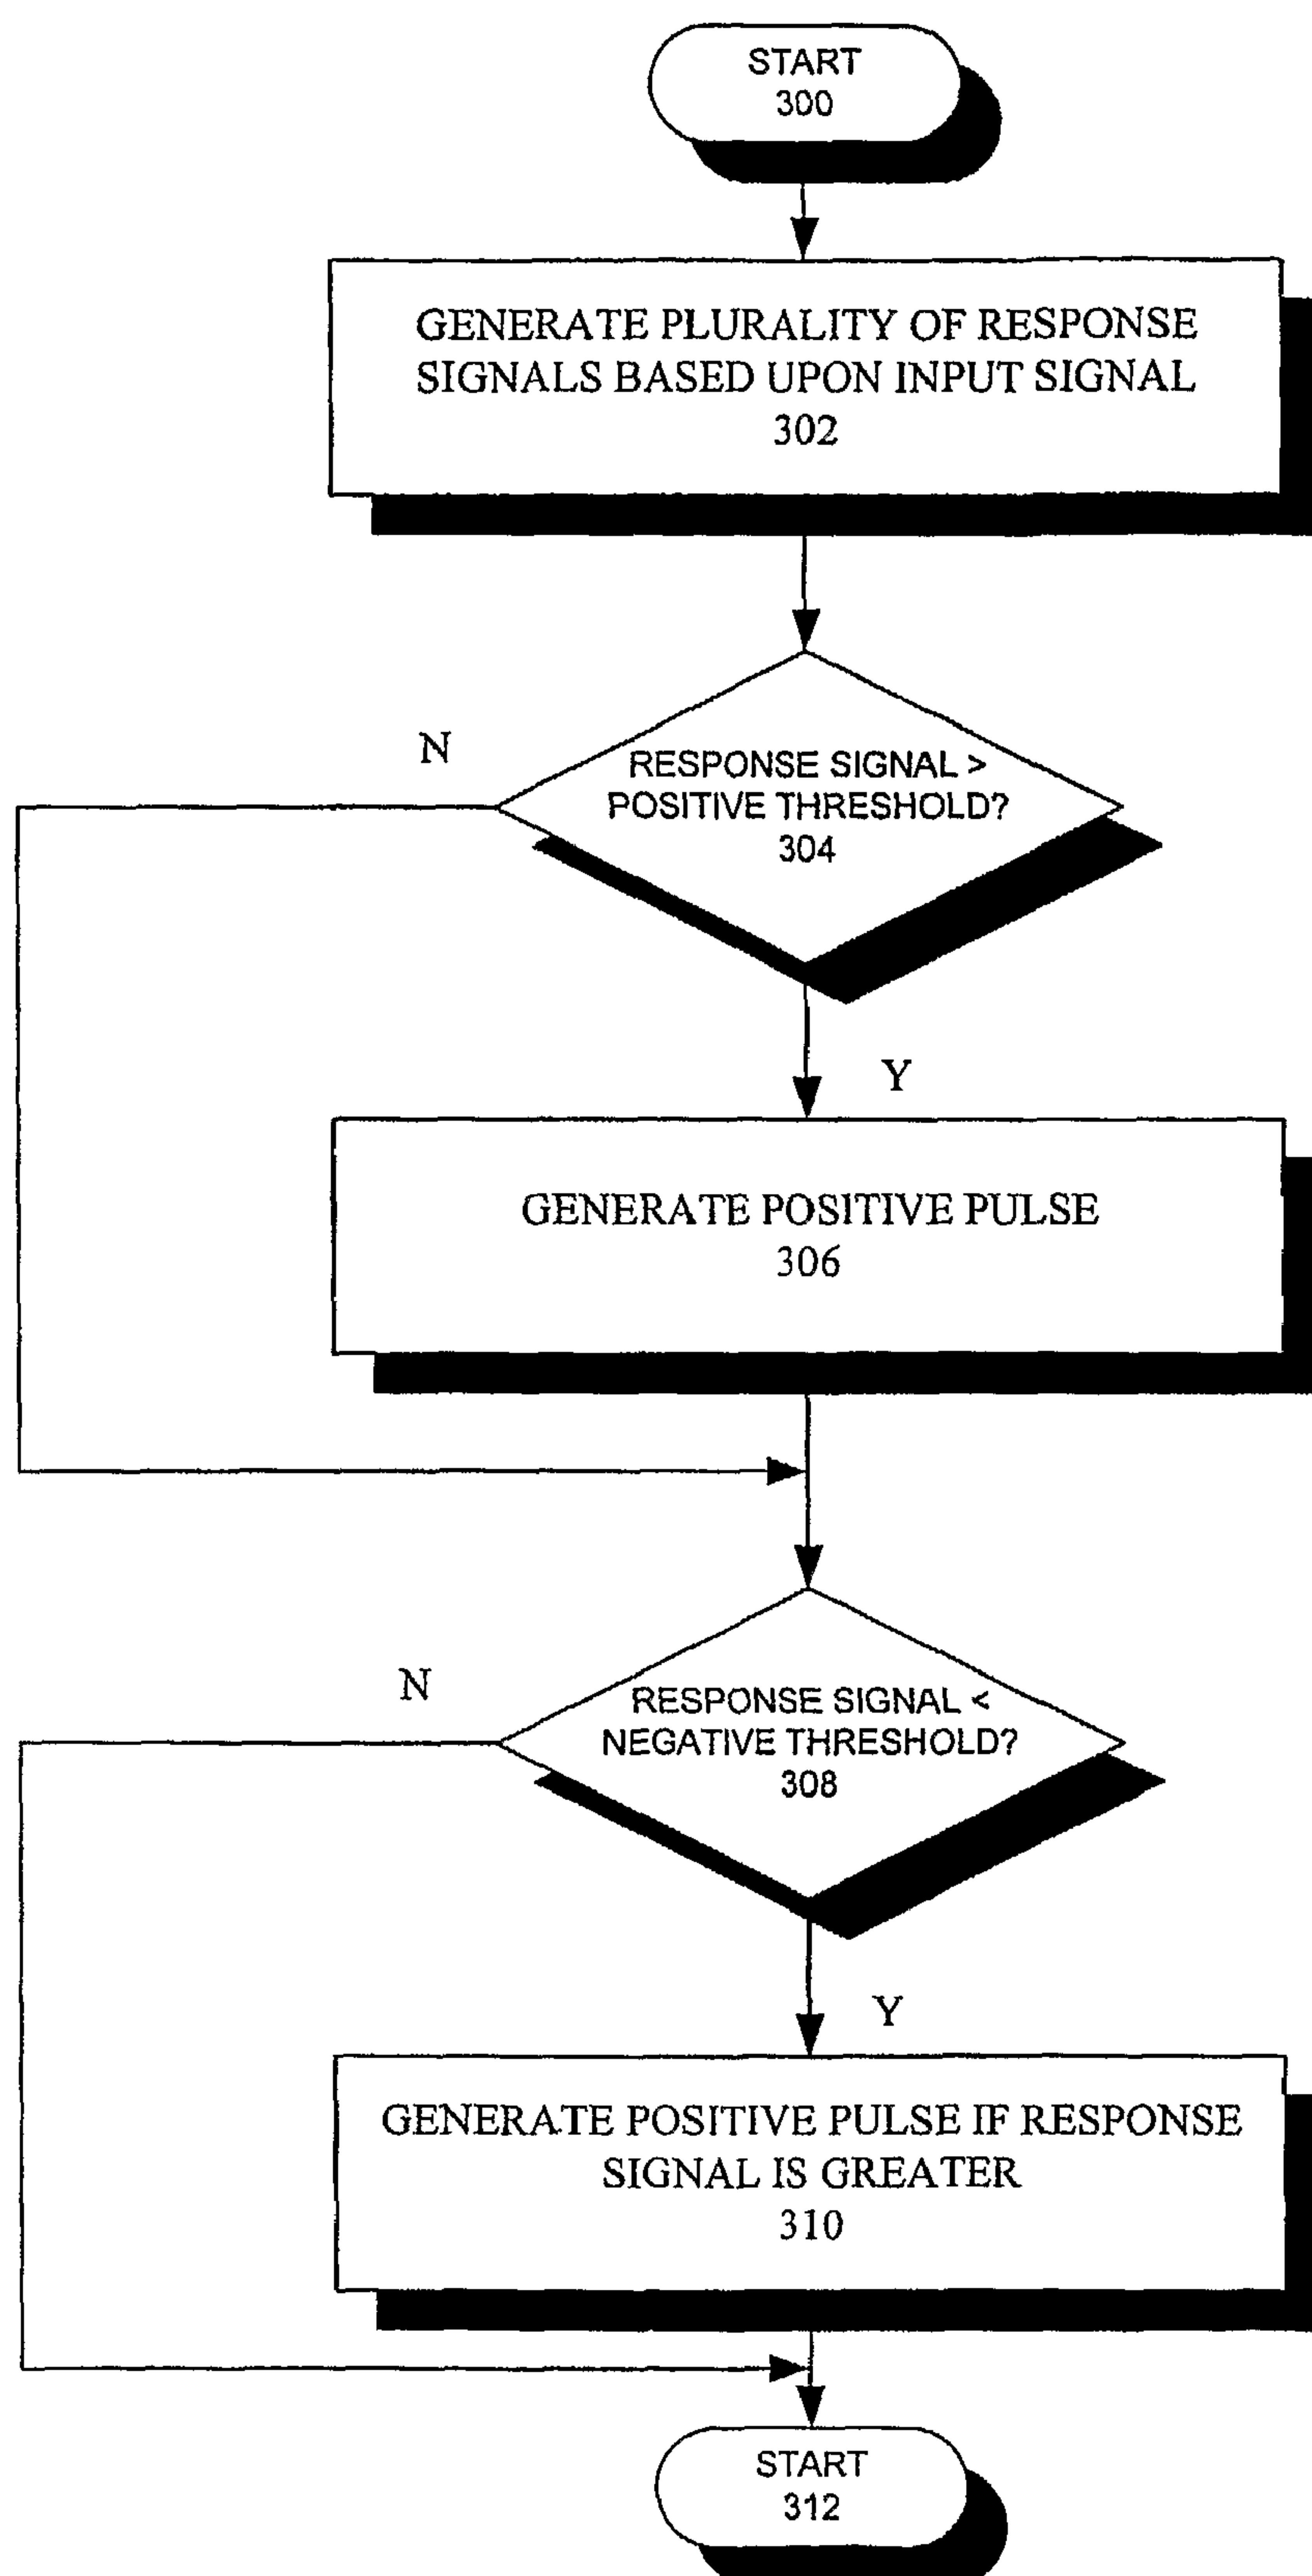 START
300
GENERATE PLURALITY OF RESPONSE
SIGNALS BASED UPON INPUT SIGNAL
302
N
RESPONSE SIGNAL >
POSITIVE THRESHOLD?
304
Y
GENERATE POSITIVE PULSE
306
N
RESPONSE SIGNAL <
NEGATIVE THRESHOLD?
308
Y
GENERATE POSITIVE PULSE IF RESPONSE
SIGNAL IS GREATER
310
START
312